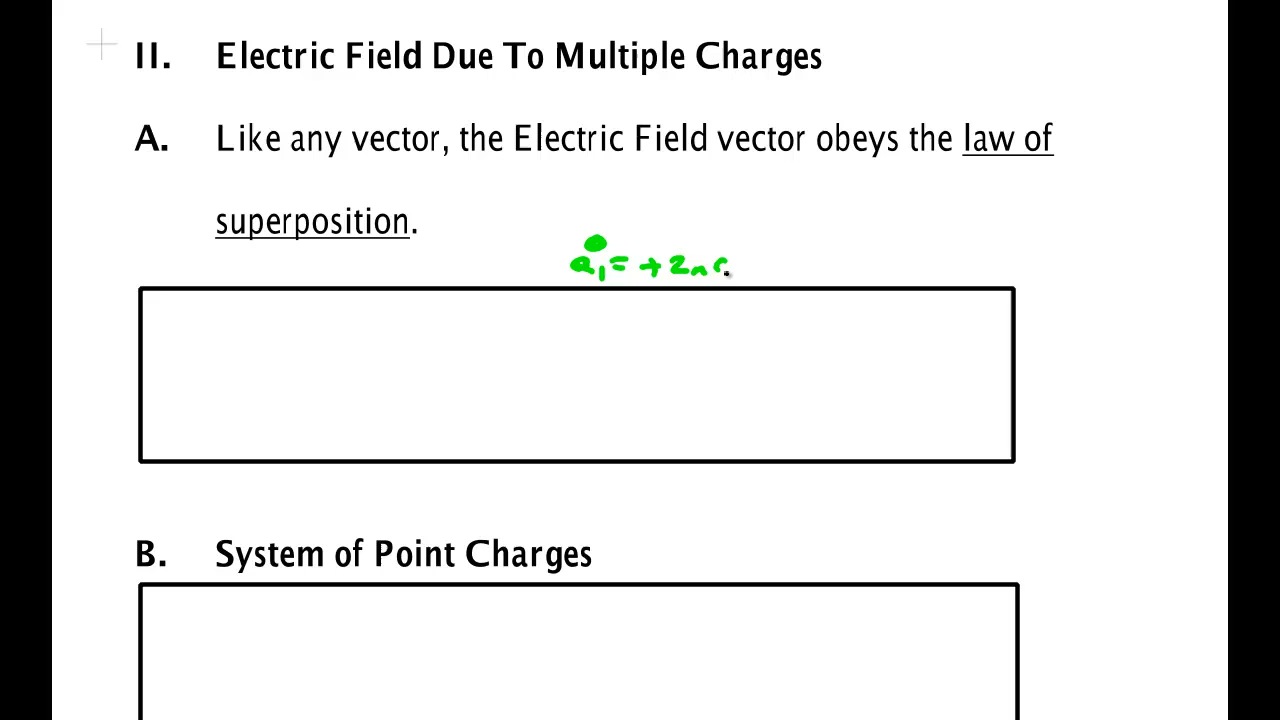 II. Electric Field Due To Multiple Charges
A. Like any vector, the Electric Field vector obeys the law of
superposition.
Q₁ = +2n
B. System of Point Charges